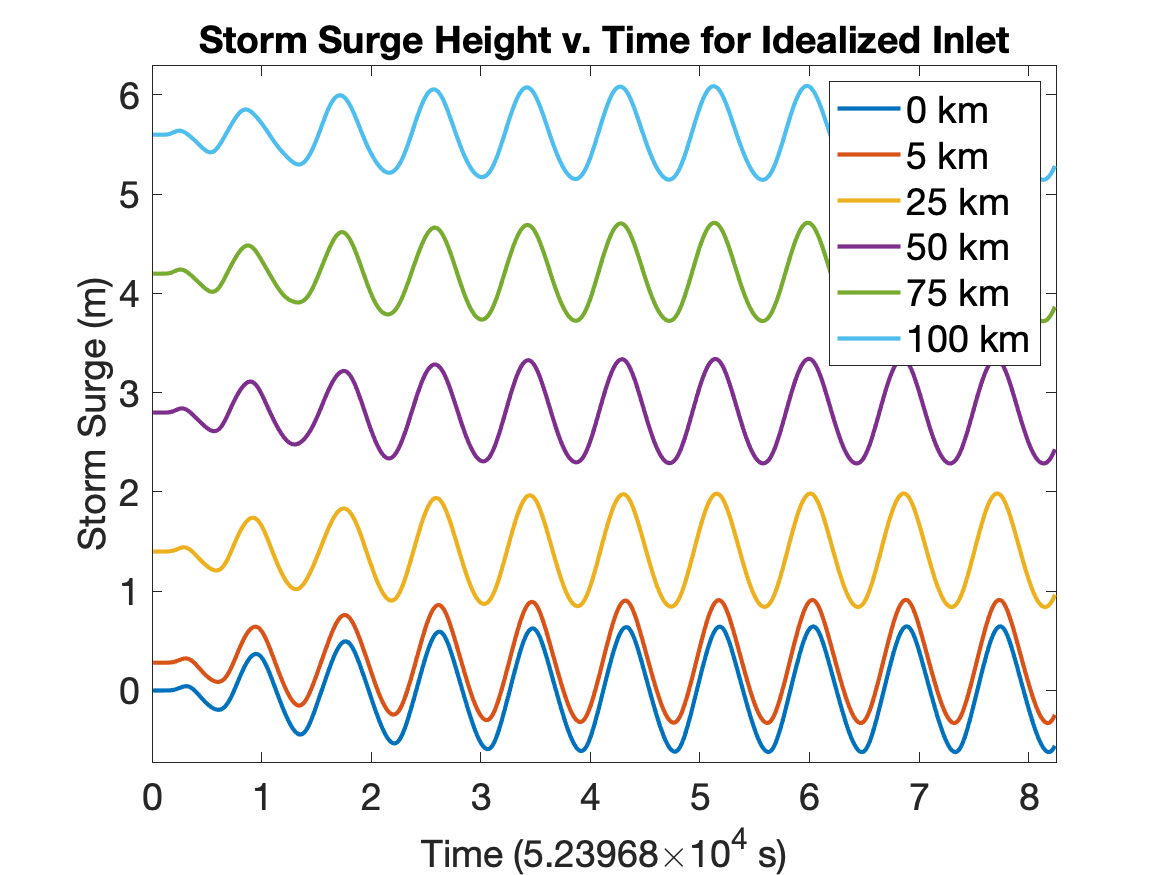 Storm Surge Height v. Time for Idealized Inlet
6
5
4
3
2
1
0
Storm Surge (m)
0 km
5 km
25 km
50 km
75 km
100 km
0 1 2 3 4 5 6 7 8
Time (5.23968×10⁴ s)